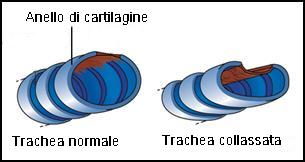 Anello di cartilagine
Trachea normale
Trachea collassata